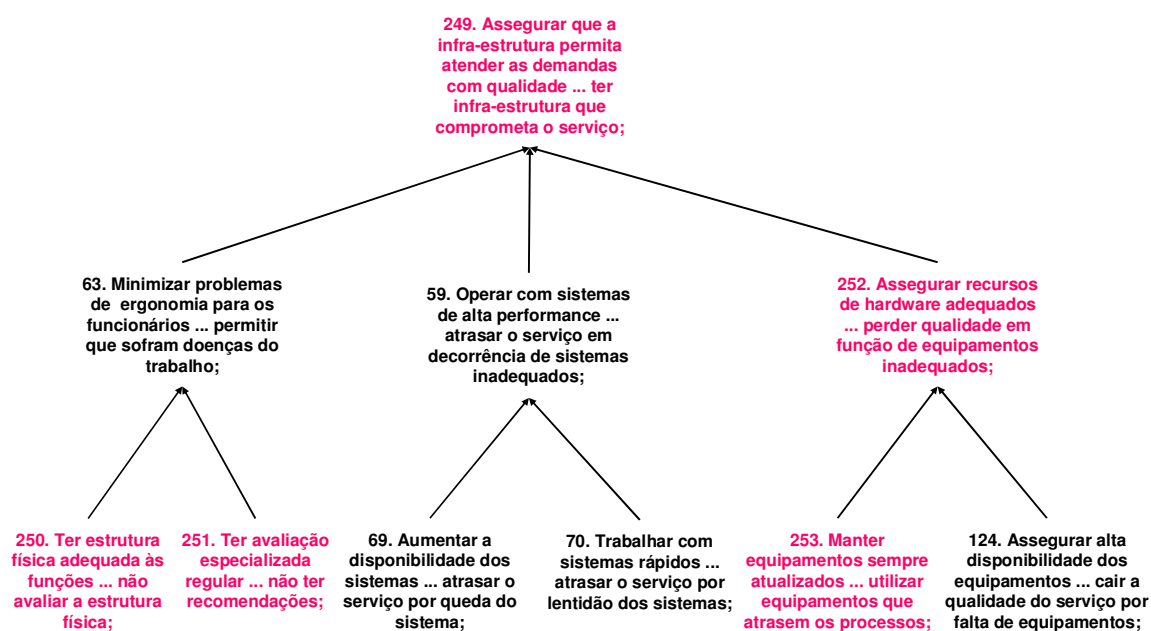 249. Assegurar que a
infra-estrutura permita
atender as demandas
com qualidade ... ter
infra-estrutura que
comprometa o serviço;
63. Minimizar problemas
de ergonomia para os
funcionários ... permitir
que sofram doenças do
trabalho;
59. Operar com sistemas
de alta performance ...
atrasar o serviço em
decorrência de sistemas
inadequados;
252. Assegurar recursos
de hardware adequados
... perder qualidade em
função de equipamentos
inadequados;
250. Ter estrutura
física adequada às
funções ... não
avaliar a estrutura
física;
251. Ter avaliação
especializada
regular ... não ter
recomendações;
69. Aumentar a
disponibilidade dos
sistemas ... atrasar o
serviço por queda do
sistema;
70. Trabalhar com
sistemas rápidos ...
atrasar o serviço por
lentidão dos sistemas;
253. Manter
equipamentos sempre
atualizados ... utilizar
equipamentos que
atrasem os processos;
124. Assegurar alta
disponibilidade dos
equipamentos ... cair a
qualidade do serviço por
falta de equipamentos;